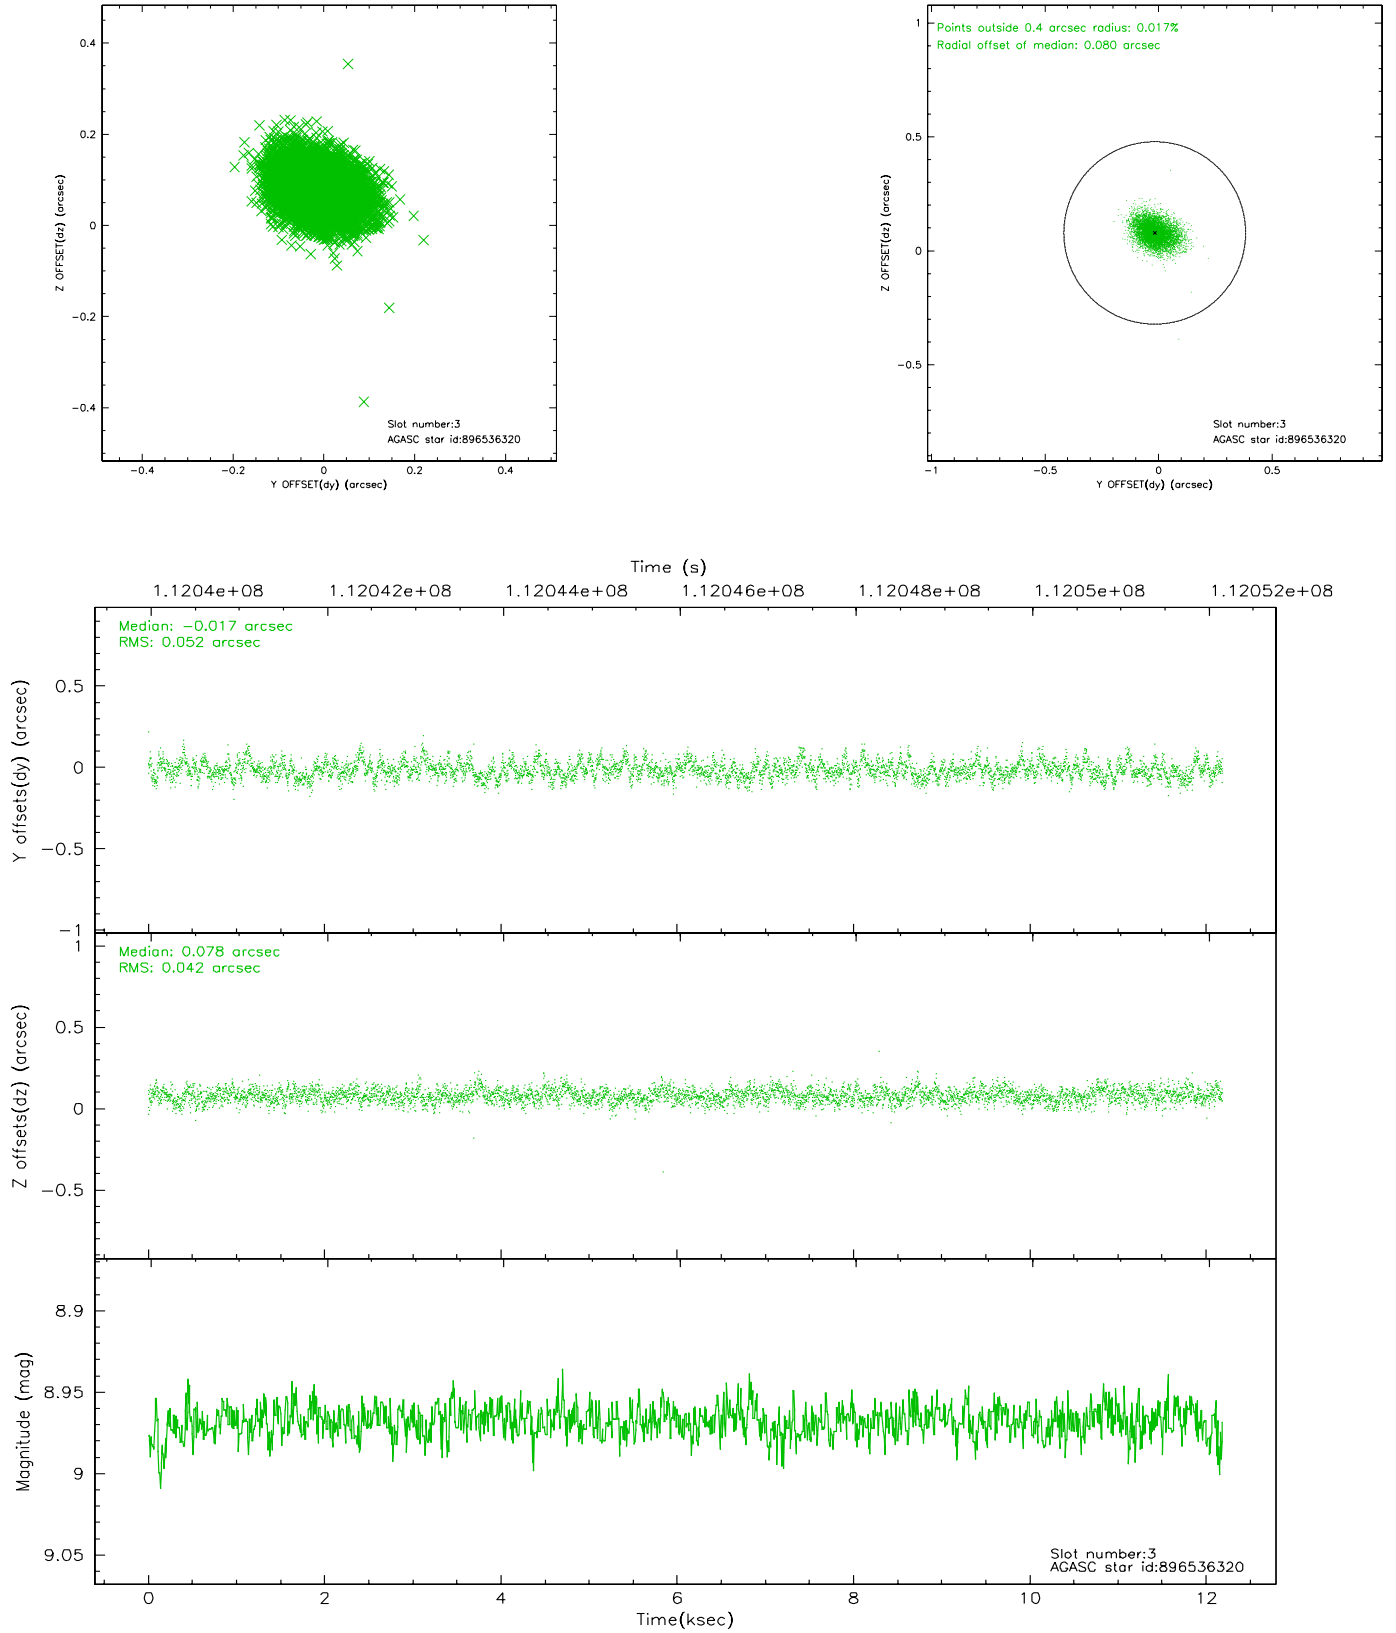 0.4
0.2
0
-0.2
-0.4
Z OFFSET(dz) (arcsec)
Slot number:3
AGASC star id:896536320
-0.4 -0.2 0 0.2 0.4
Y OFFSET(dy) (arcsec)
Points outside 0.4 arcsec radius: 0.017%
Radial offset of median: 0.080 arcsec
1
0.5
0
-0.5
Z OFFSET(dz) (arcsec)
Slot number:3
AGASC star id:896536320
-1 -0.5 0 0.5
Y OFFSET(dy) (arcsec)
Time (s)
1.1204e+08 1.12042e+08 1.12044e+08 1.12046e+08 1.12048e+08 1.1205e+08 1.12052e+08
Median: -0.017 arcsec
RMS: 0.052 arcsec
0.5
0
-0.5
-1
Y offsets(dy) (arcsec)
Median: 0.078 arcsec
RMS: 0.042 arcsec
1
0.5
0
-0.5
Z offsets(dz) (arcsec)
8.9
8.95
9
9.05
Magnitude (mag)
Slot number:3
AGASC star id:896536320
0 2 4 6 8 10 12
Time(ksec)